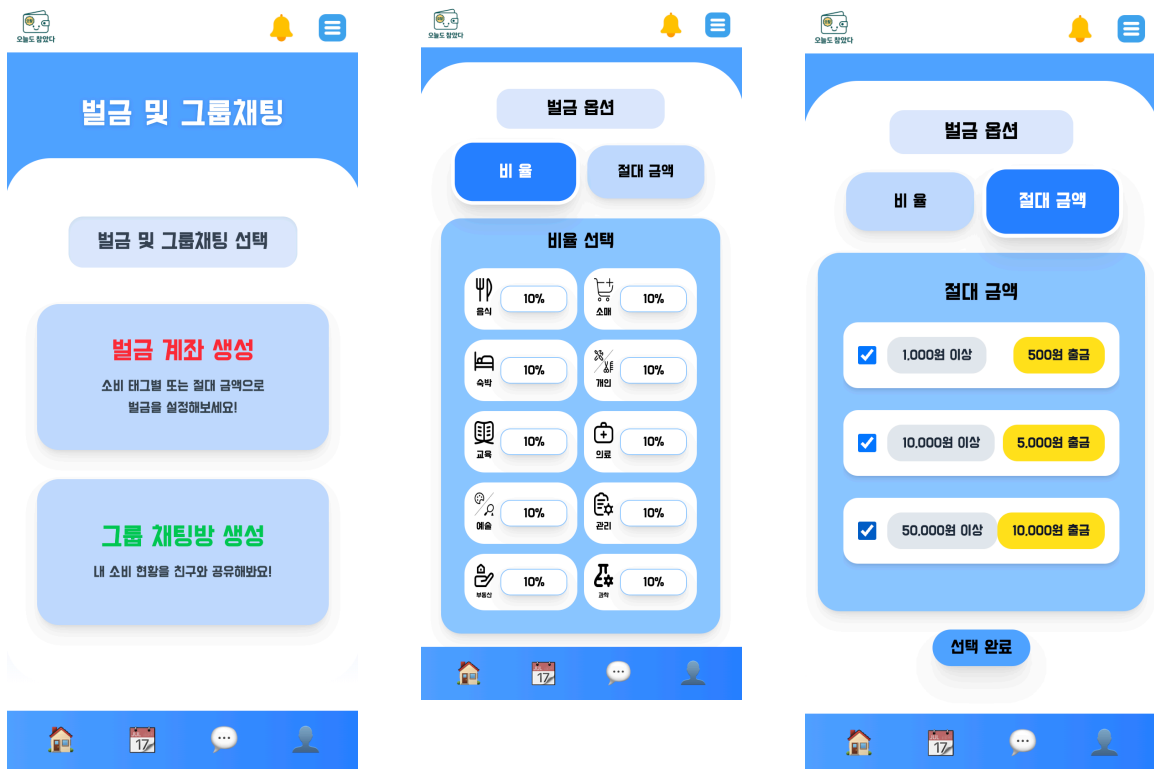 오늘도 참았다
벌금 및 그룹채팅
벌금 및 그룹채팅 선택
벌금 계좌 생성
소비 태그별 또는 절대 금액으로
벌금을 설정해보세요!
그룹 채팅방 생성
내 소비 현황을 친구와 공유해봐요!
17
오늘도 참았다
벌금 옵션
비 율
절대 금액
비율 선택
음식 10%
소매 10%
숙박 10%
개인 10%
교육 10%
의료 10%
예술 10%
관리 10%
부동산 10%
과학 10%
17
오늘도 참았다
벌금 옵션
비 율
절대 금액
절대 금액
1,000원 이상 500원 출금
10,000원 이상 5,000원 출금
50,000원 이상 10,000원 출금
선택 완료
17